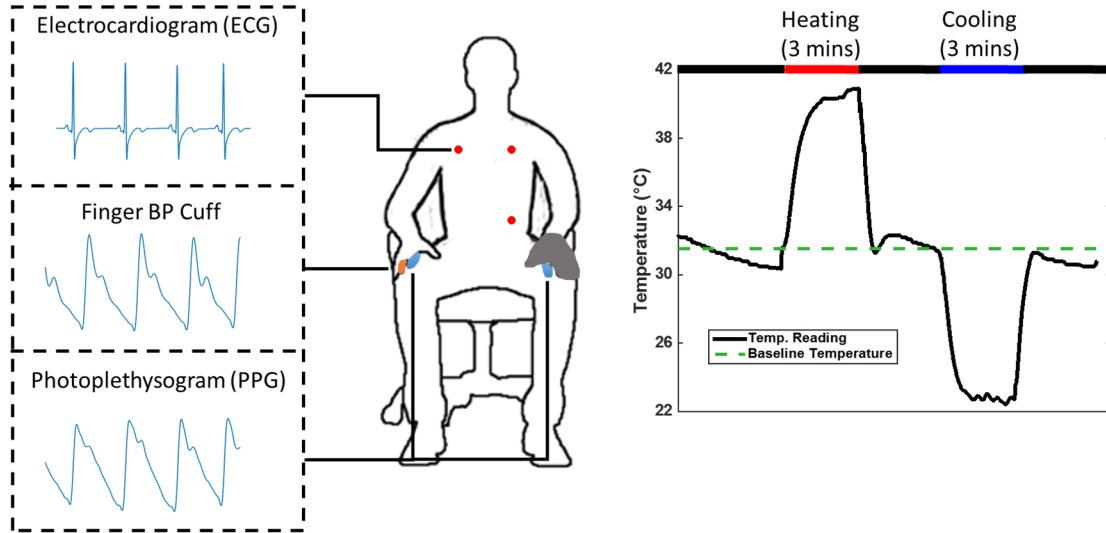 Electrocardiogram (ECG)
Finger BP Cuff
Photoplethysogram (PPG)
Heating
(3 mins)
Cooling
(3 mins)
42
38
34
30
26
22
Temperature (°C)
Temp. Reading
Baseline Temperature